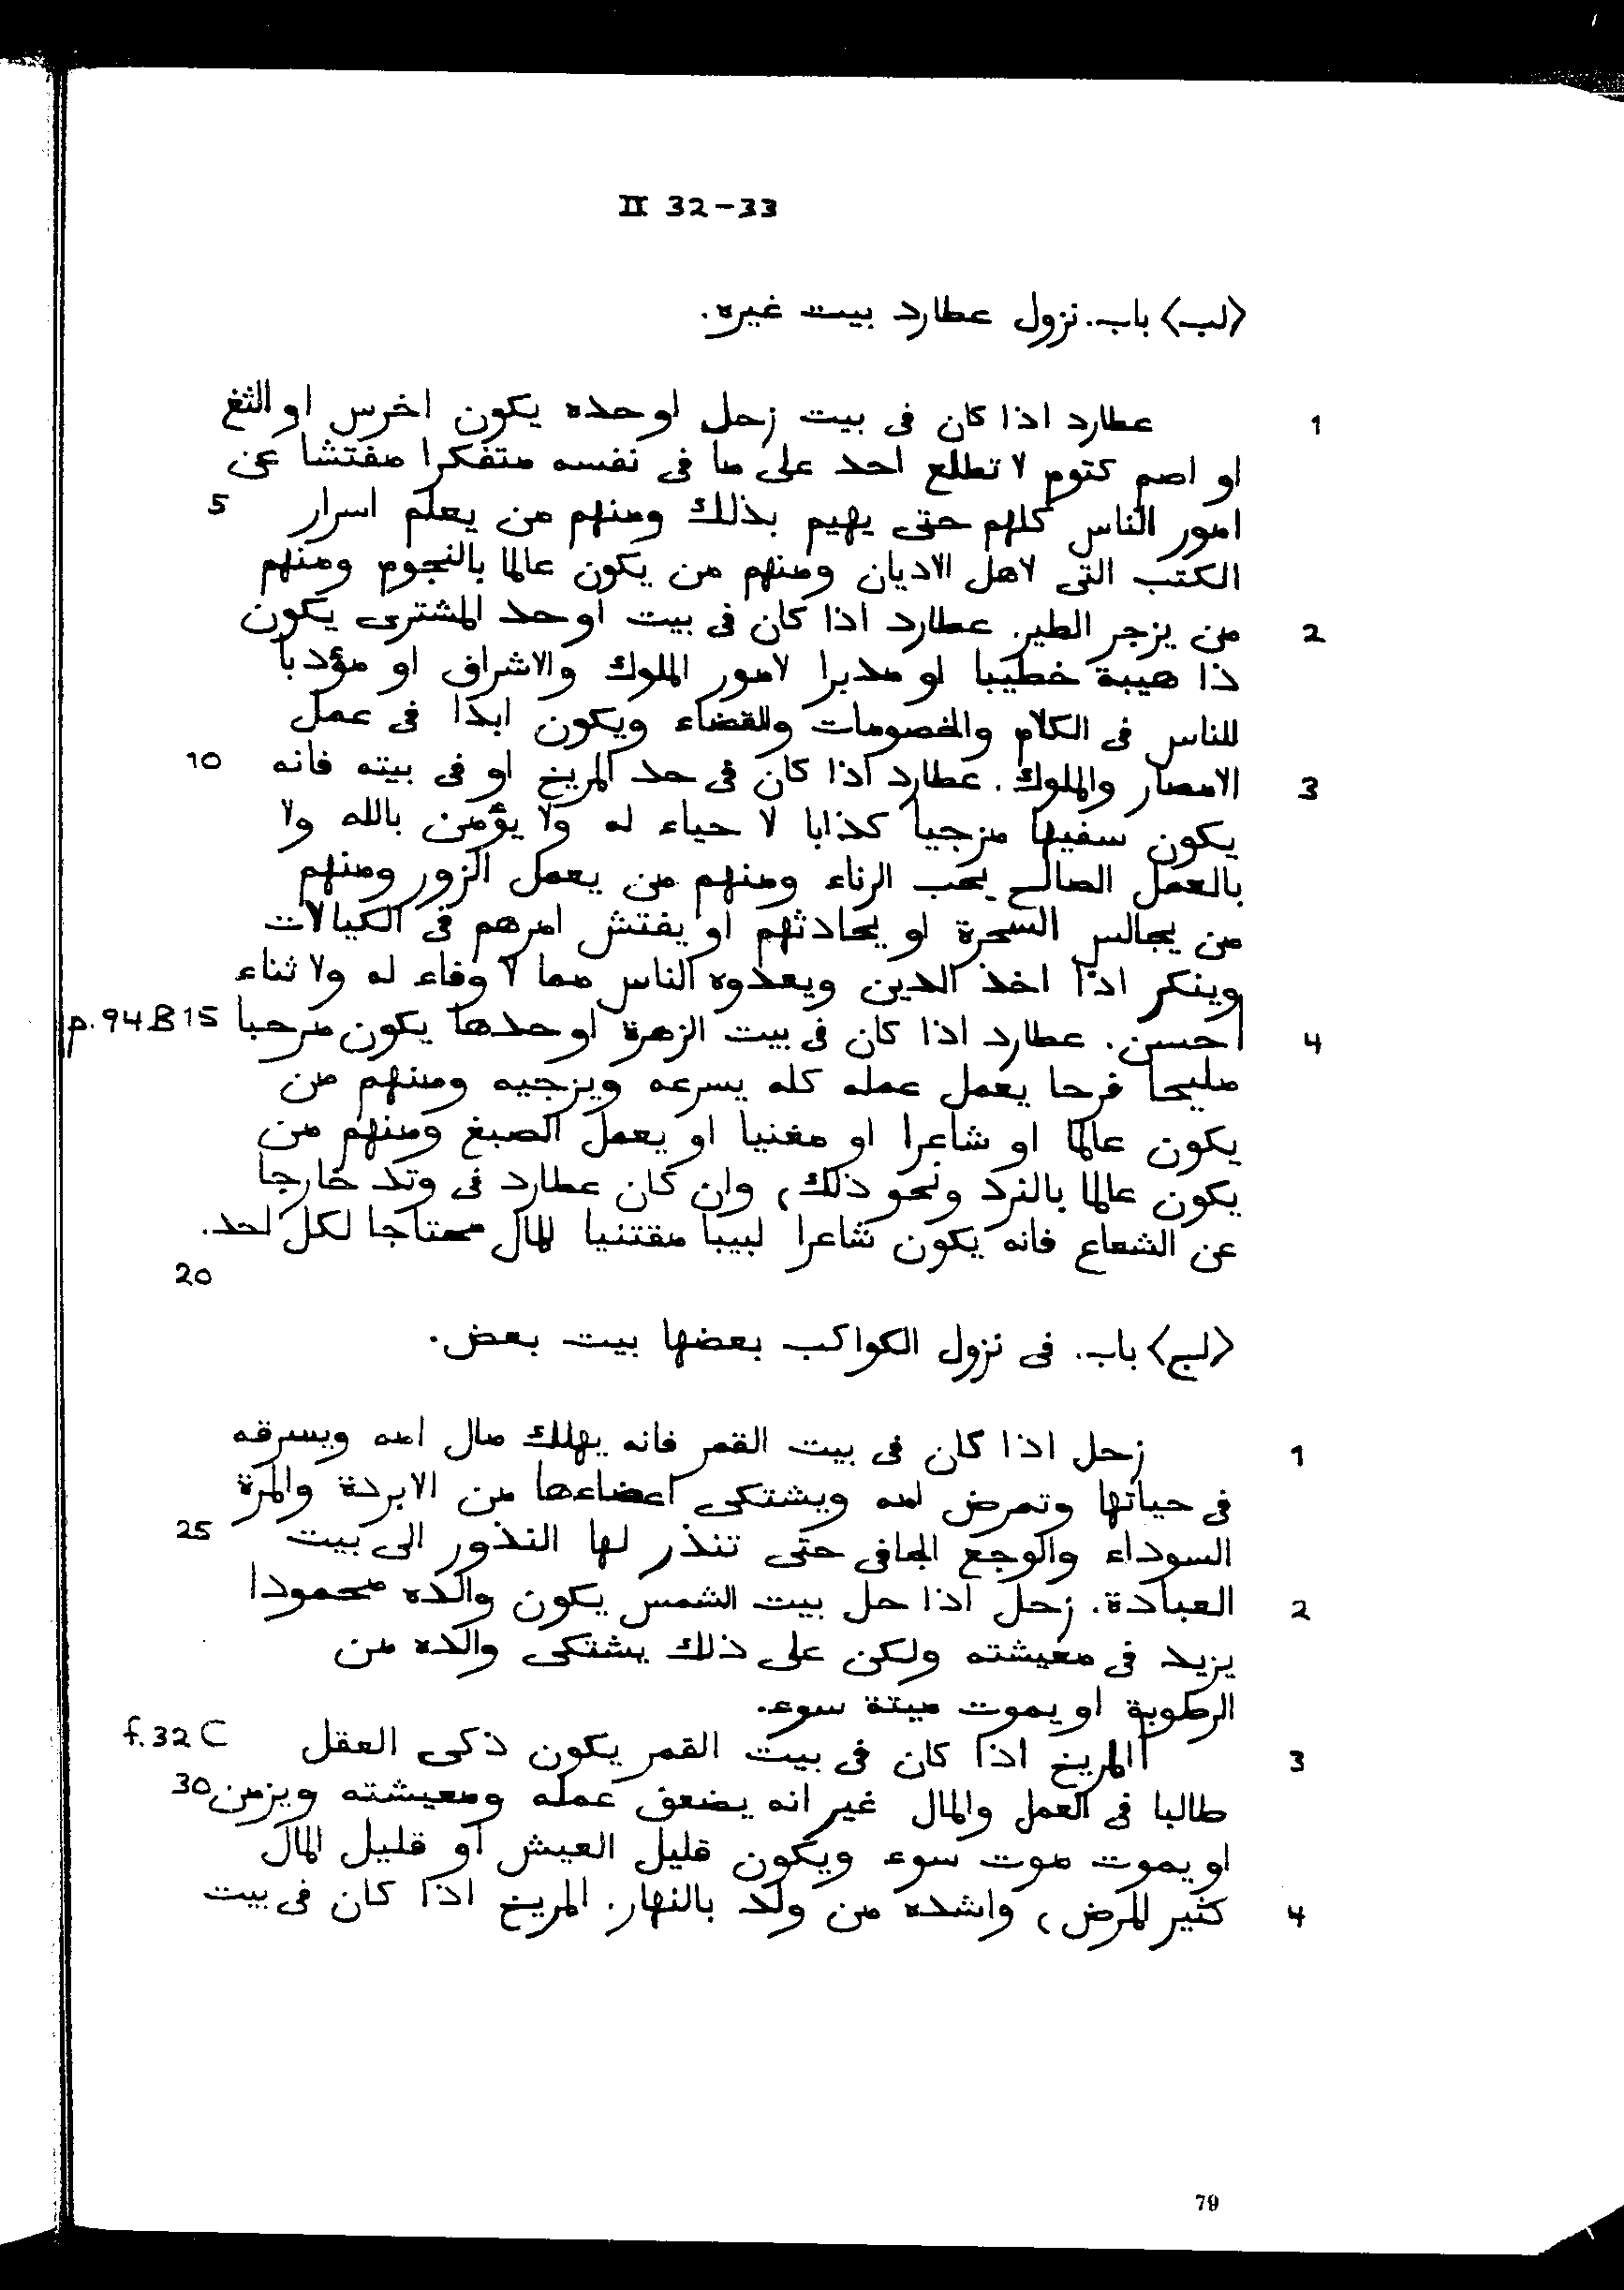 II 32-33
<لب> باب. نزول عطارد بيت غيره.
1 عطارد اذا كان فى بيت زحل او حده يكون اخرس او الثغ
او اصم كتوم لا تطلع احد على ما فى نفسه متفكرا مفتشا عن
5 امور الناس كلهم حتى يهيم بذلك ومنهم من يعلم اسرار
الكتب التى لاهل الاديان ومنهم من يكون عالما بالنجوم ومنهم
2 من يزجر الطير. عطارد اذا كان فى بيت او حد المشترى يكون
ذا هيبة خطيبا او مدبرا لامور الملوك والاشراف او مؤدبا
للناس فى الكلام والخصومات والقضاء ويكون ابدا فى عمل
3 الامصار والملوك. عطارد اذا كان فى حد المريخ او فى بيته فانه 10
يكون سفيها مزجيا كذابا لا حياء له ولا يؤمن بالله ولا
بالعمل الصالح يحب الرناء ومنهم من يعمل الزور ومنهم
من يجالس السحرة او يحادثهم او يفتش امرهم فى الكيالات
وينكر اذا اخذ الدين ويعدوه الناس مما لا وفاء له ولا ثناء
4 حسن. عطارد اذا كان فى بيت الزهرة او حدها يكون مرحبا p.94B 15
مليحا فرحا يعمل عمله كله يسرعه ويزجيه ومنهم من
يكون عالما او شاعرا او مغنيا او يعمل الصبغ ومنهم من
يكون عالما بالنرد ونحو ذلك، وان كان عطارد فى وتد خارجا
عن الشعاع فانه يكون شاعرا لبيبا مقتنيا للمال محتاجا لكل احد.
20
<لج> باب. فى نزول الكواكب بعضها بيت بعض.
1 زحل اذا كان فى بيت القمر فانه يهلك مال امه ويسرقه
فى حياتها وتمرض امه ويشتكى اعضاءها من الابردة والمرة
السوداء والوجع الجافى حتى تنذر لها النذور الى بيت 25
2 العبادة. زحل اذا حل بيت الشمس يكون والده محمودا
يزيد فى معيشته ولكن على ذلك يشتكى والده من
الرطوبة او يموت ميتة سوء.
3 المريخ اذا كان فى بيت القمر يكون ذكى العقل f.32 C
طالبا فى العمل والمال غير انه يضعف عمله ومعيشته ويزمن 30
او يموت موت سوء ويكون قليل العيش او قليل المال
4 كثير المرض، واشده من ولد بالنهار. المريخ اذا كان فى بيت
79